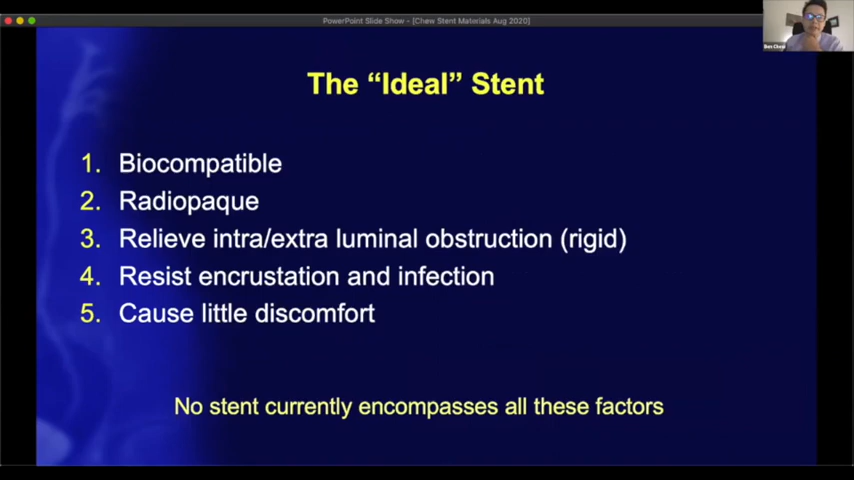 PowerPoint Slide Show - [Chew Stent Materials Aug 2020]
Ben Chew
The "Ideal" Stent
1. Biocompatible
2. Radiopaque
3. Relieve intra/extra luminal obstruction (rigid)
4. Resist encrustation and infection
5. Cause little discomfort
No stent currently encompasses all these factors